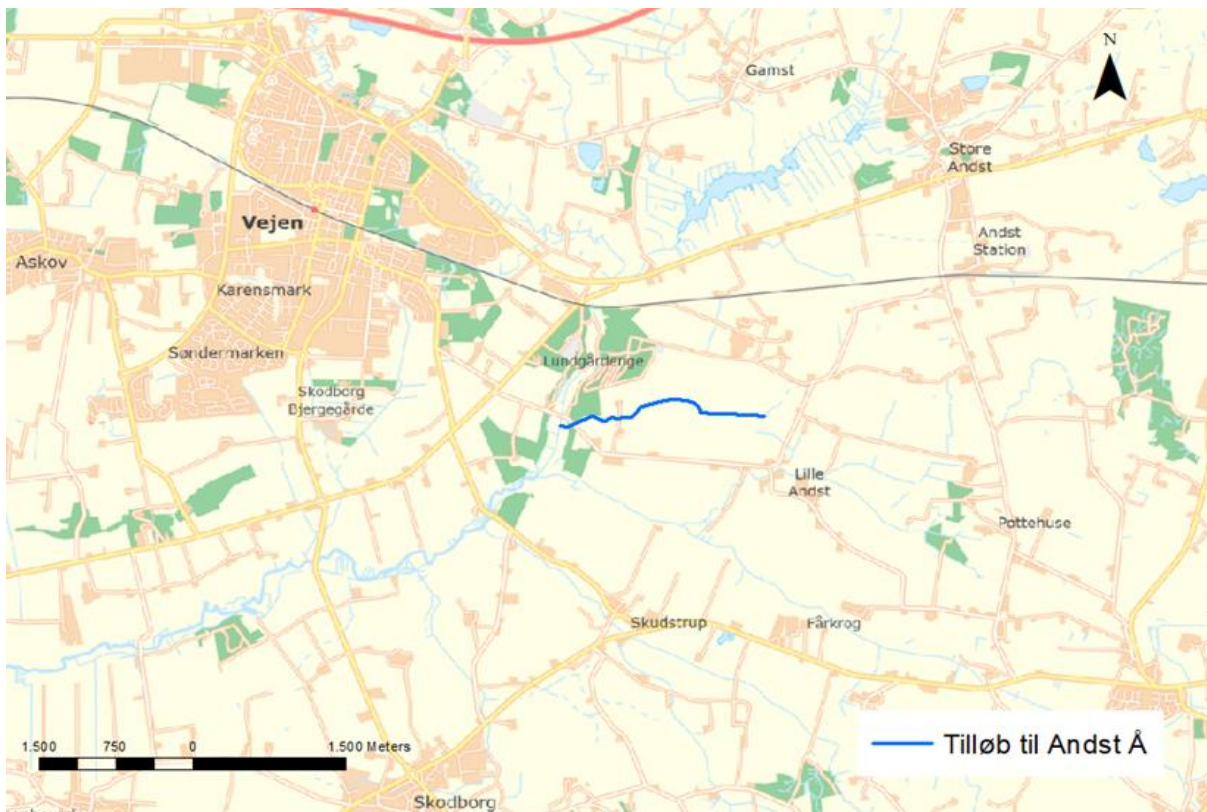 N
Gamst
Store
Andst
Vejen
Andst
Station
Askov
Karensmark
Søndermarken
Lundgårderige
Skodborg
Bjergegårde
Lille
Andst
Pottehuse
Skudstrup
Fårkrog
1.500 750 0 1.500 Meters
Tilløb til Andst Å
Skodborg